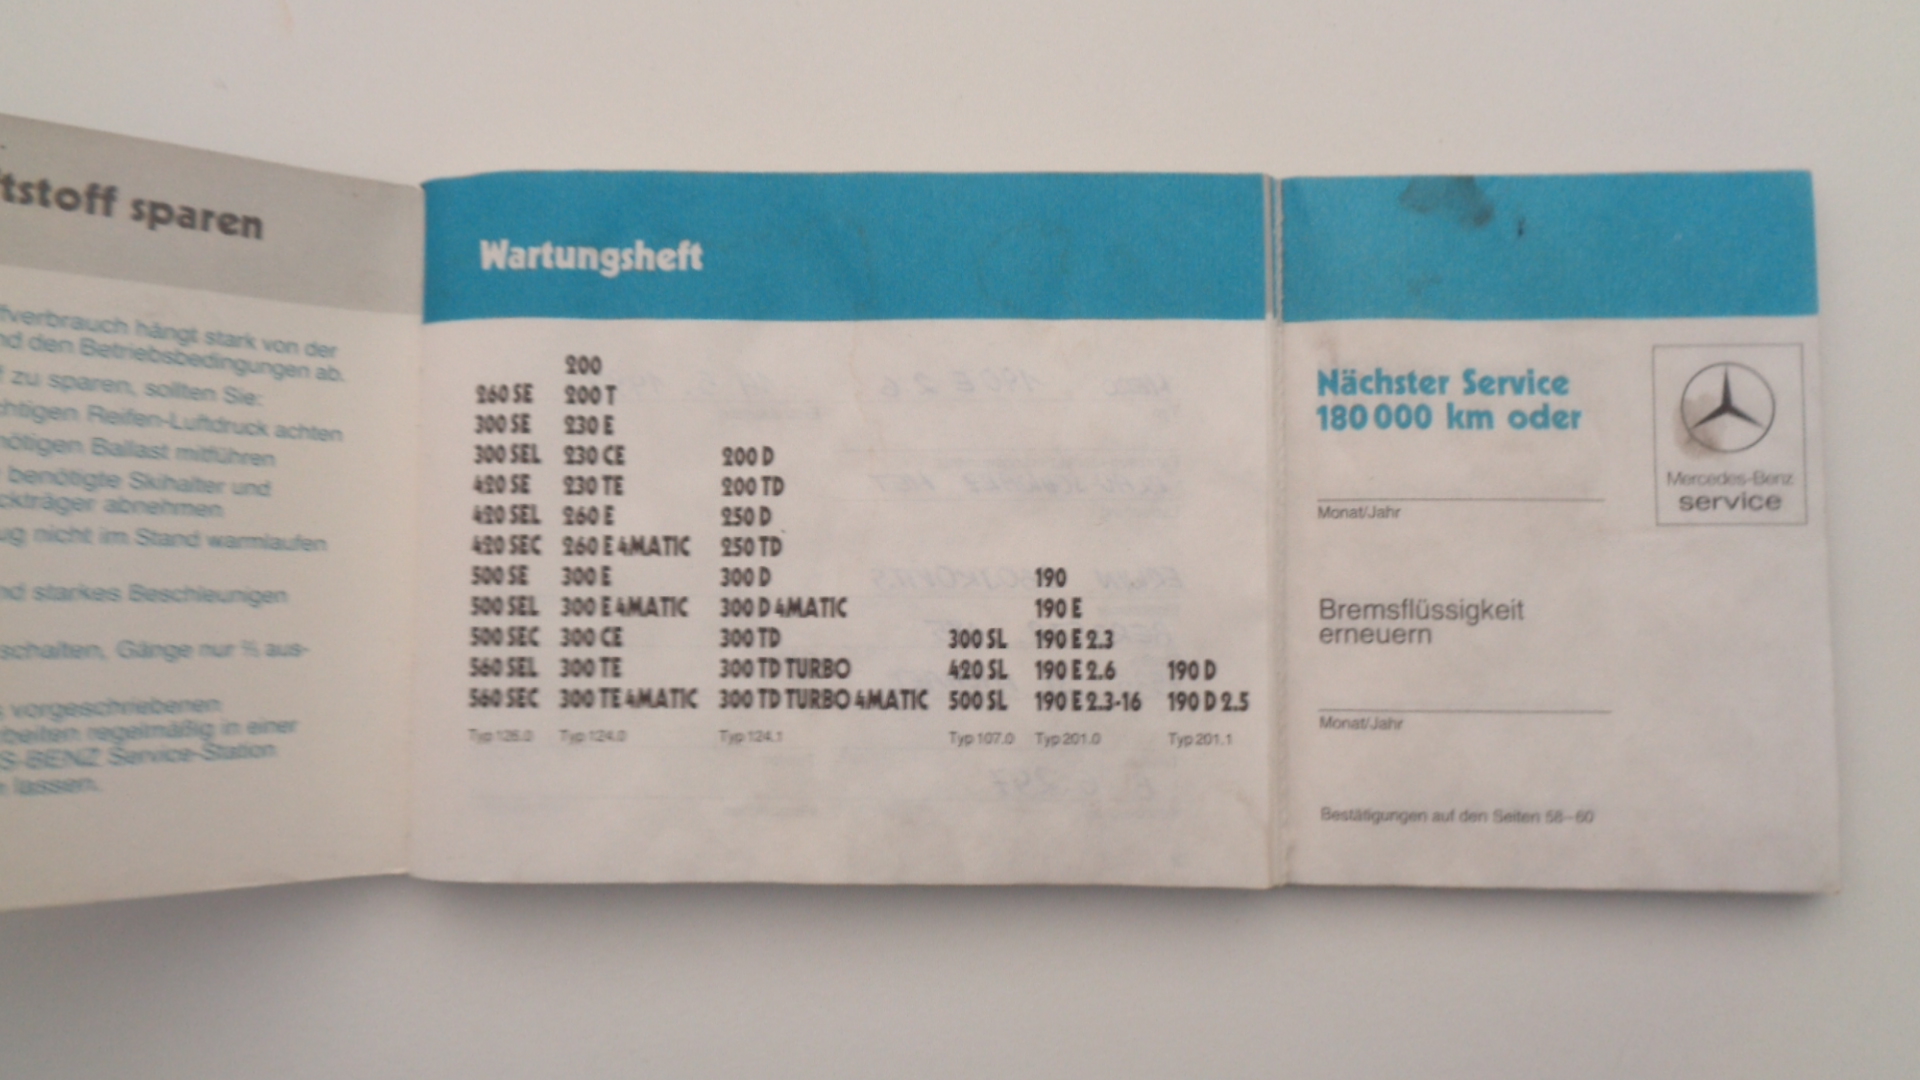 tstoff sparen
fverbrauch hängt stark von der
nd den Betriebsbedingungen ab.
zu sparen, sollten Sie:
chtigen Reifen-Luftdruck achten
nötigen Ballast mitführen
benötigte Skihalter und
ckträger abnehmen
ug nicht im Stand warmlaufen
nd starkes Beschleunigen
schalten, Gänge nur aus-
vorgeschriebenen
beiten regelmäßig in einer
S-BENZ Service-Station
lassen.
Wartungsheft
200
260 SE 200 T
300 SE 230 E
300 SEL 230 CE 200 D
420 SE 230 TE 200 TD
420 SEL 260 E 250 D
420 SEC 260 E 4MATIC 250 TD
500 SE 300 E 300 D 190
500 SEL 300 E 4MATIC 300 D 4MATIC 190 E
500 SEC 300 CE 300 TD 300 SL 190 E 2.3
560 SEL 300 TE 300 TD TURBO 420 SL 190 E 2.6 190 D
560 SEC 300 TE 4MATIC 300 TD TURBO 4MATIC 500 SL 190 E 2.3-16 190 D 2.5
Typ 126.0 Typ 124.0 Typ 124.1 Typ 107.0 Typ 201.0 Typ 201.1
Nächster Service
180 000 km oder
Monat/Jahr
Bremsflüssigkeit
erneuern
Monat/Jahr
Bestätigungen auf den Seiten 58–60
Mercedes-Benz
service